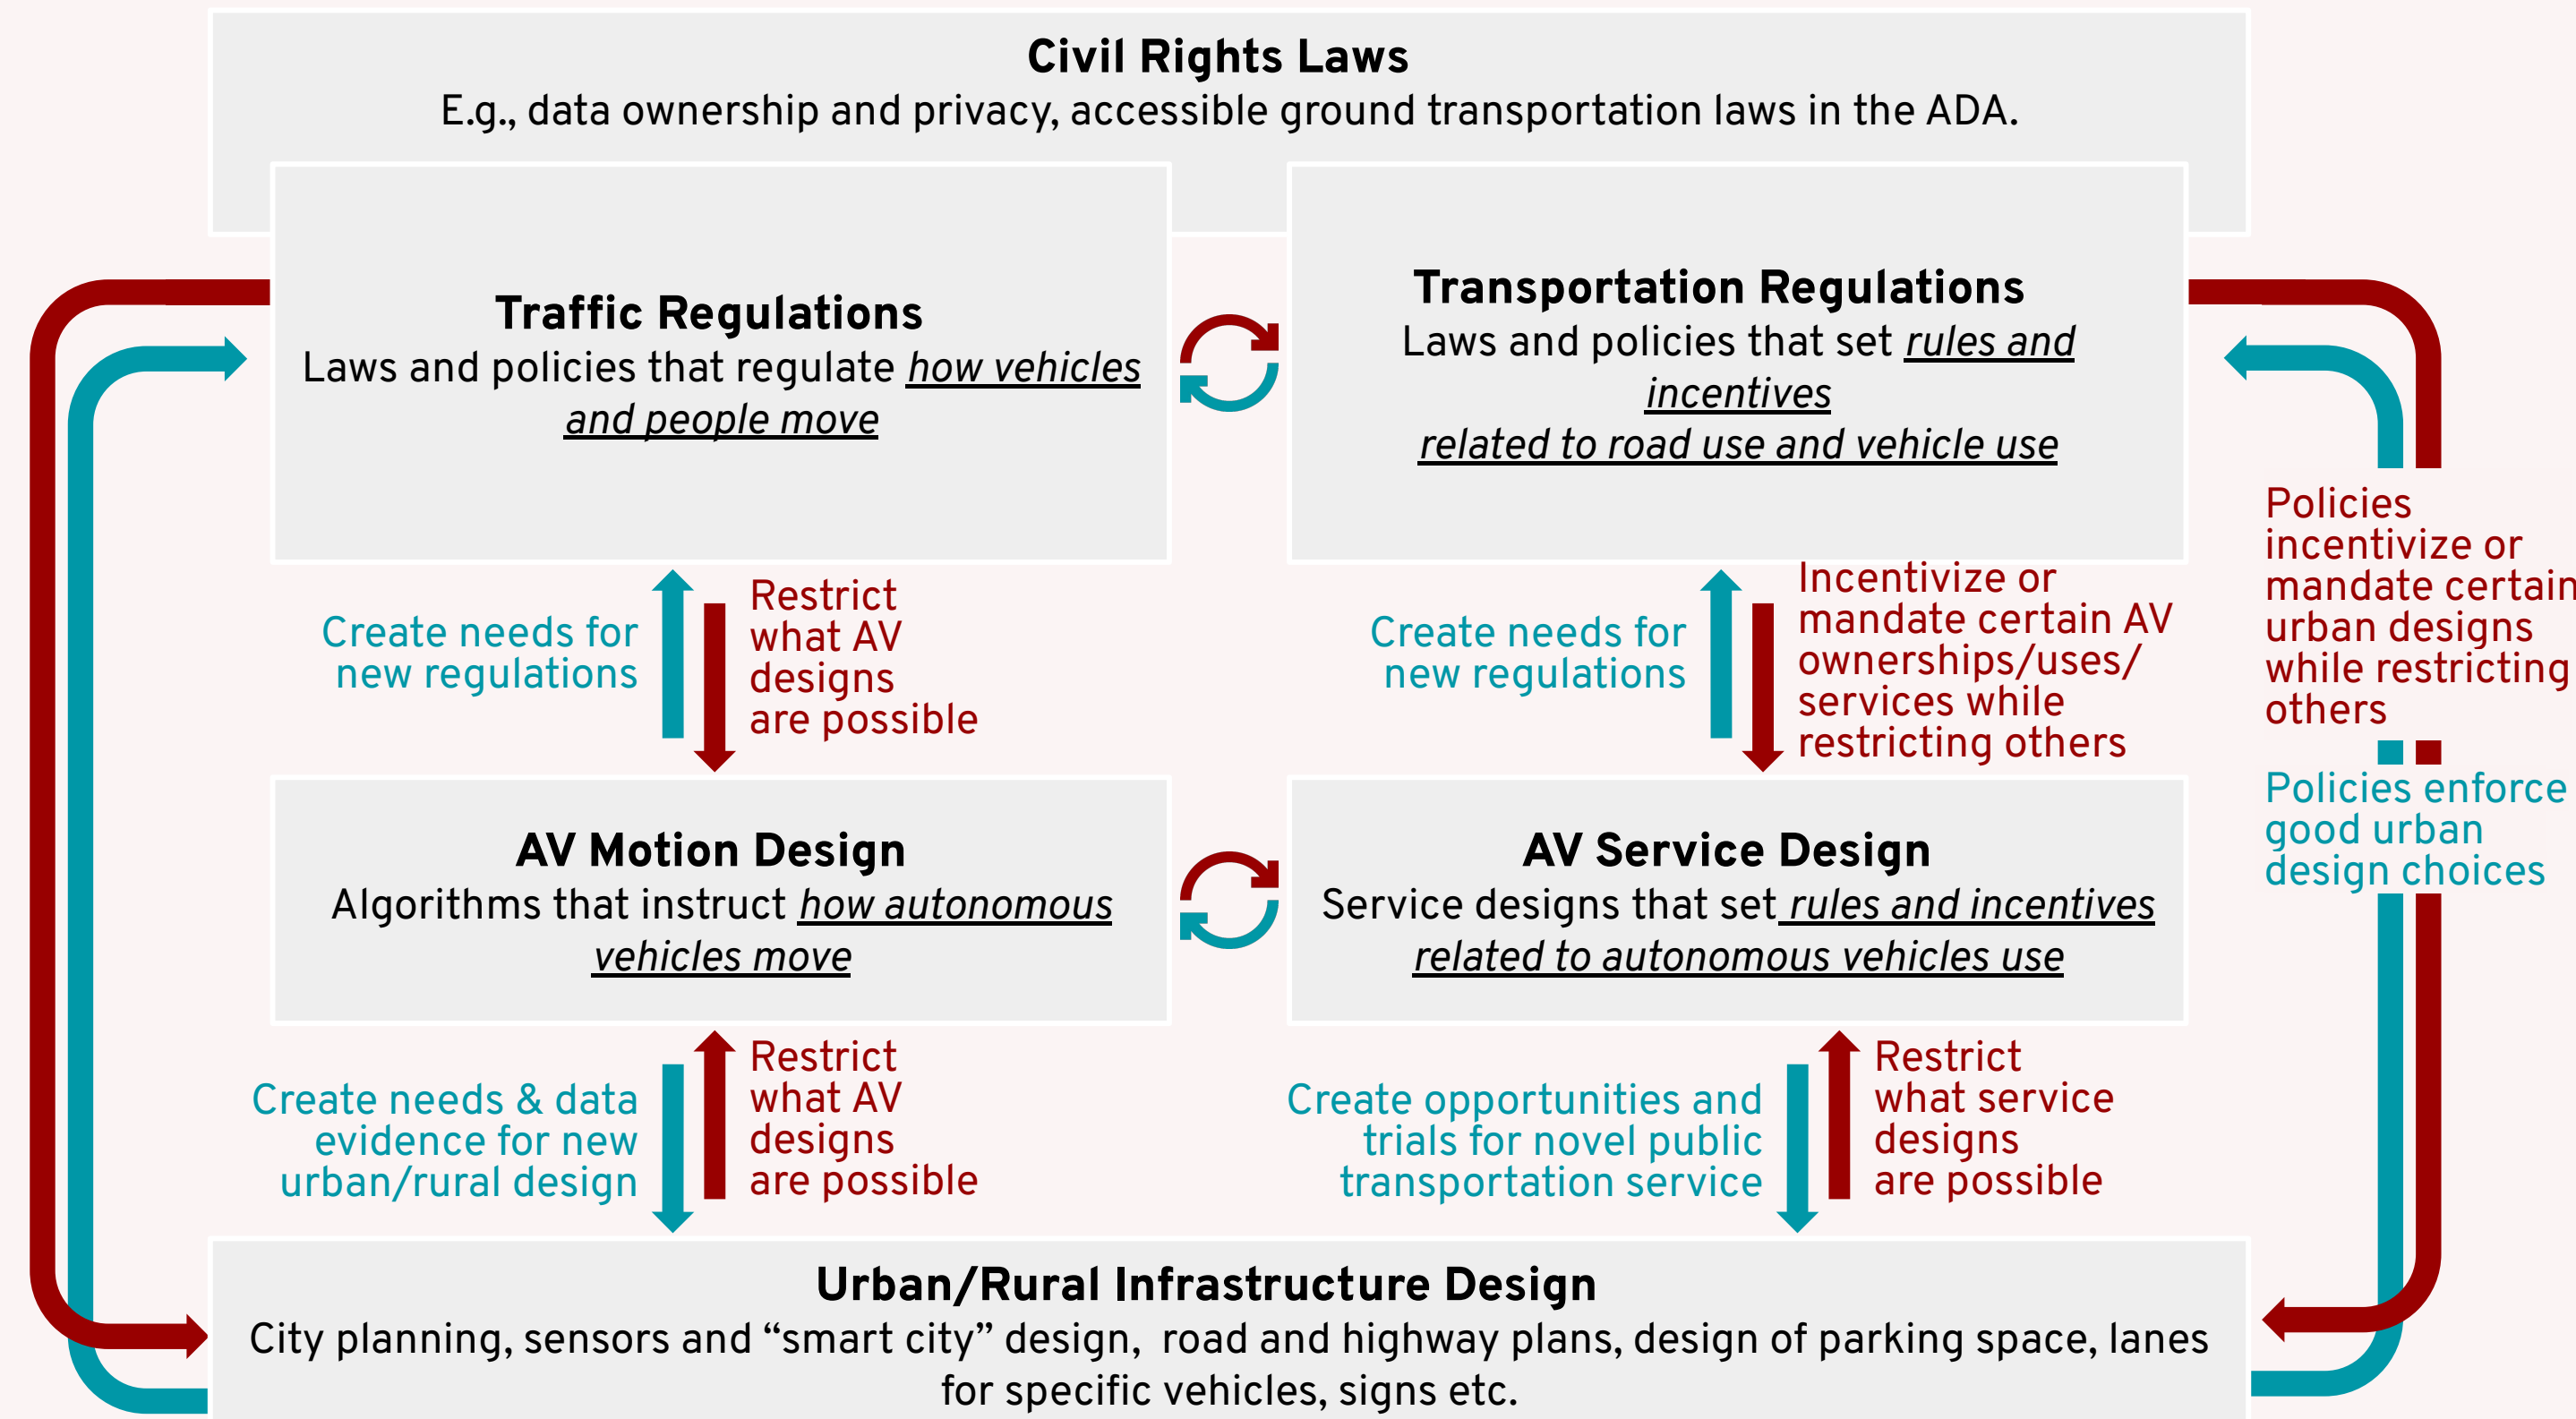 Civil Rights Laws
E.g., data ownership and privacy, accessible ground transportation laws in the ADA.
Traffic Regulations
Laws and policies that regulate how vehicles
and people move
Transportation Regulations
Laws and policies that set rules and
incentives
related to road use and vehicle use
Create needs for
new regulations
Restrict
what AV
designs
are possible
Create needs for
new regulations
Incentivize or
mandate certain AV
ownerships/uses/
services while
restricting others
Policies
incentivize or
mandate certain
urban designs
while restricting
others
Policies enforce
good urban
design choices
AV Motion Design
Algorithms that instruct how autonomous
vehicles move
AV Service Design
Service designs that set rules and incentives
related to autonomous vehicles use
Create needs & data
evidence for new
urban/rural design
Restrict
what AV
designs
are possible
Create opportunities and
trials for novel public
transportation service
Restrict
what service
designs
are possible
Urban/Rural Infrastructure Design
City planning, sensors and “smart city” design,  road and highway plans, design of parking space, lanes
for specific vehicles, signs etc.